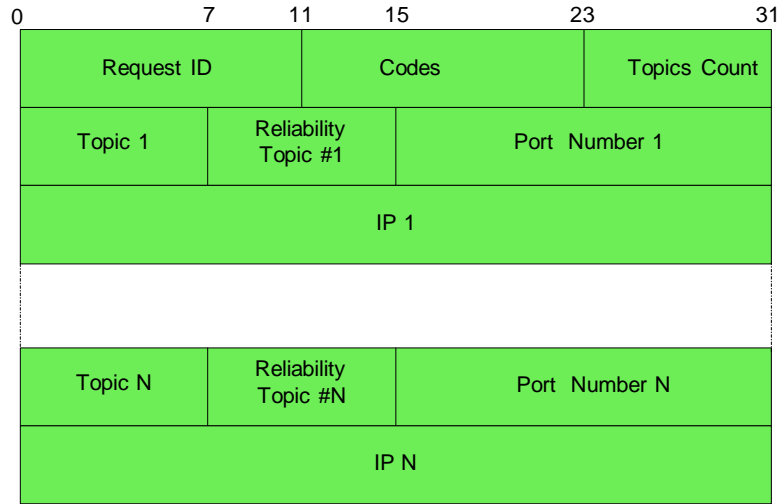 0 7 11 15 23 31
Request ID Codes Topics Count
Topic 1 Reliability Topic #1 Port Number 1
IP 1
Topic N Reliability Topic #N Port Number N
IP N